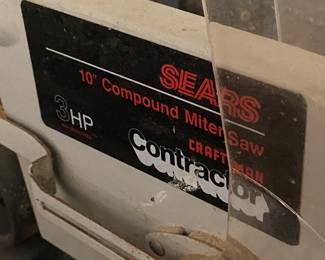 SEARS
10" Compound Miter Saw
3HP
CRAFTSMAN
Contractor